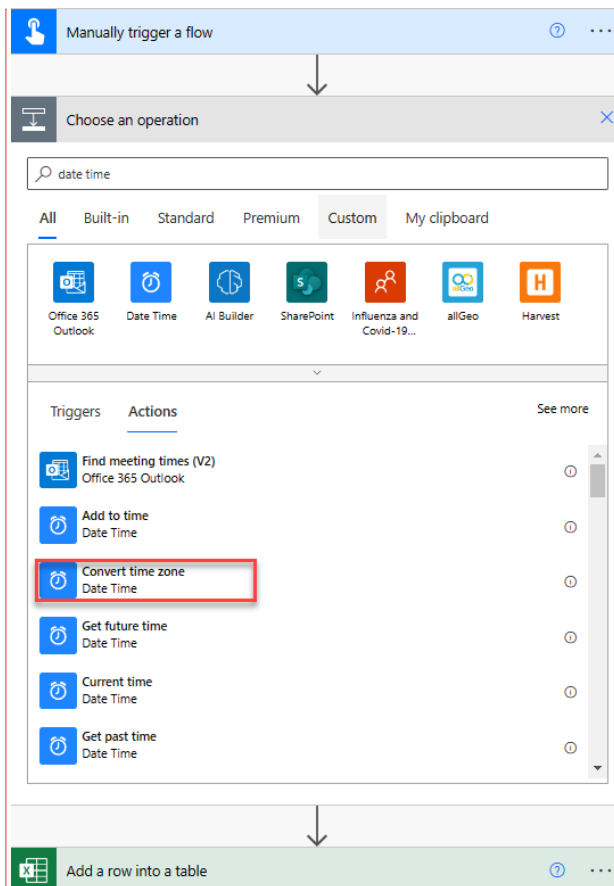 Manually trigger a flow
Choose an operation
date time
All Built-in Standard Premium Custom My clipboard
Office 365 Outlook
Date Time
AI Builder
SharePoint
Influenza and Covid-19...
allGeo
Harvest
Triggers Actions See more
Find meeting times (V2)
Office 365 Outlook
Add to time
Date Time
Convert time zone
Date Time
Get future time
Date Time
Current time
Date Time
Get past time
Date Time
Add a row into a table